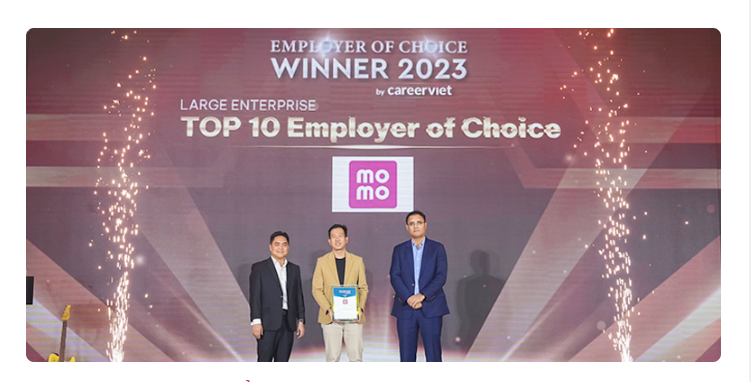 EMPLOYER OF CHOICE
WINNER 2023
by careerviet
LARGE ENTERPRISE
TOP 10 Employer of Choice
mo
mo